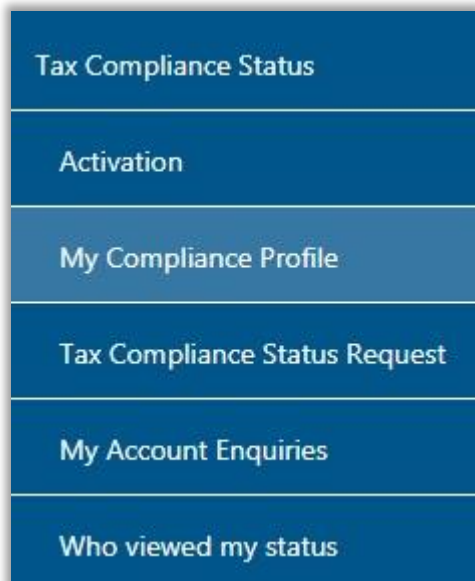 Tax Compliance Status
Activation
My Compliance Profile
Tax Compliance Status Request
My Account Enquiries
Who viewed my status